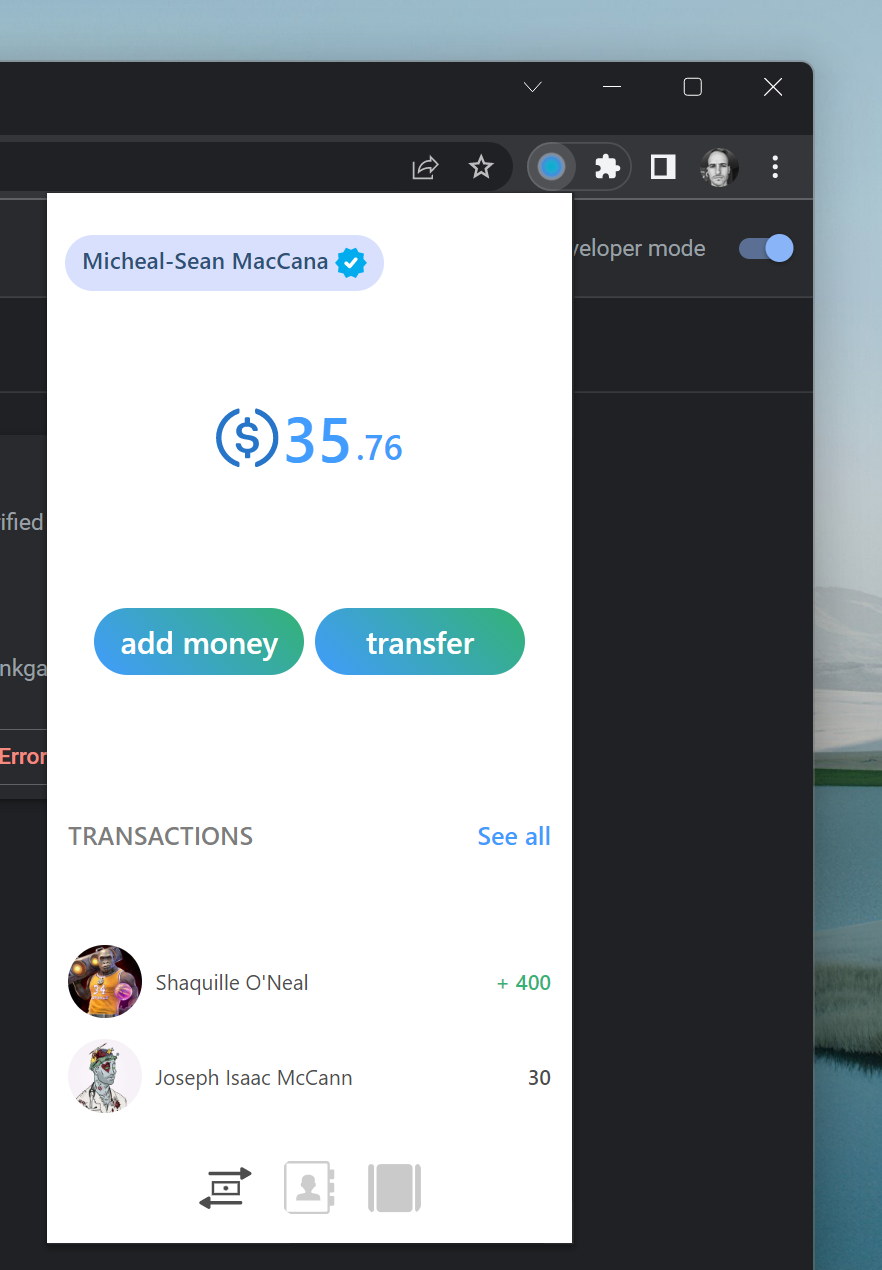 Micheal-Sean MacCana
veloper mode
$35.76
ified
add money
transfer
nkga
Error
TRANSACTIONS
See all
Shaquille O'Neal
+ 400
Joseph Isaac McCann
30